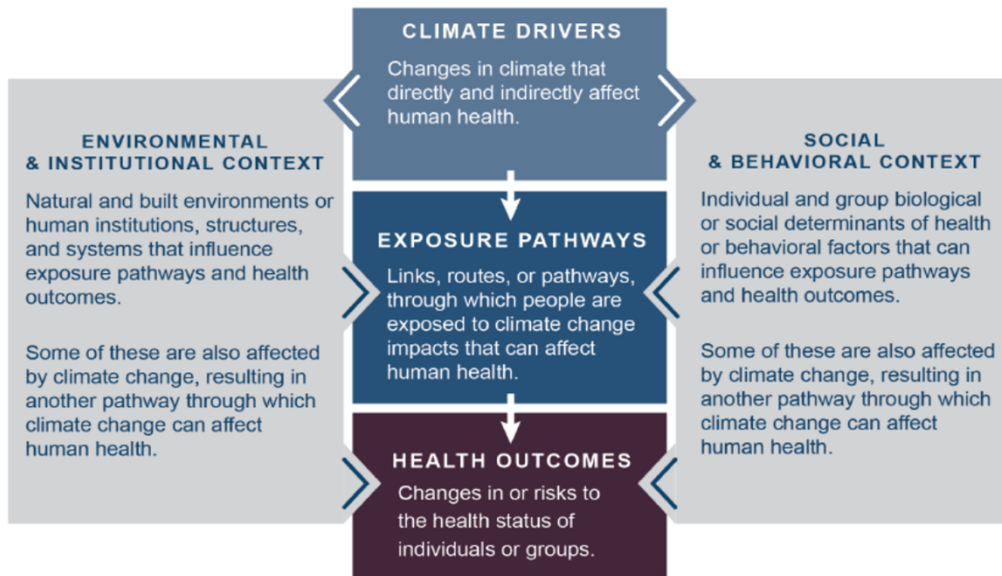 CLIMATE DRIVERS
Changes in climate that
directly and indirectly affect
human health.
ENVIRONMENTAL
& INSTITUTIONAL CONTEXT
Natural and built environments or
human institutions, structures,
and systems that influence
exposure pathways and health
outcomes.
Some of these are also affected
by climate change, resulting in
another pathway through which
climate change can affect
human health.
EXPOSURE PATHWAYS
Links, routes, or pathways,
through which people are
exposed to climate change
impacts that can affect
human health.
HEALTH OUTCOMES
Changes in or risks to
the health status of
individuals or groups.
SOCIAL
& BEHAVIORAL CONTEXT
Individual and group biological
or social determinants of health
or behavioral factors that can
influence exposure pathways
and health outcomes.
Some of these are also affected
by climate change, resulting in
another pathway through which
climate change can affect
human health.